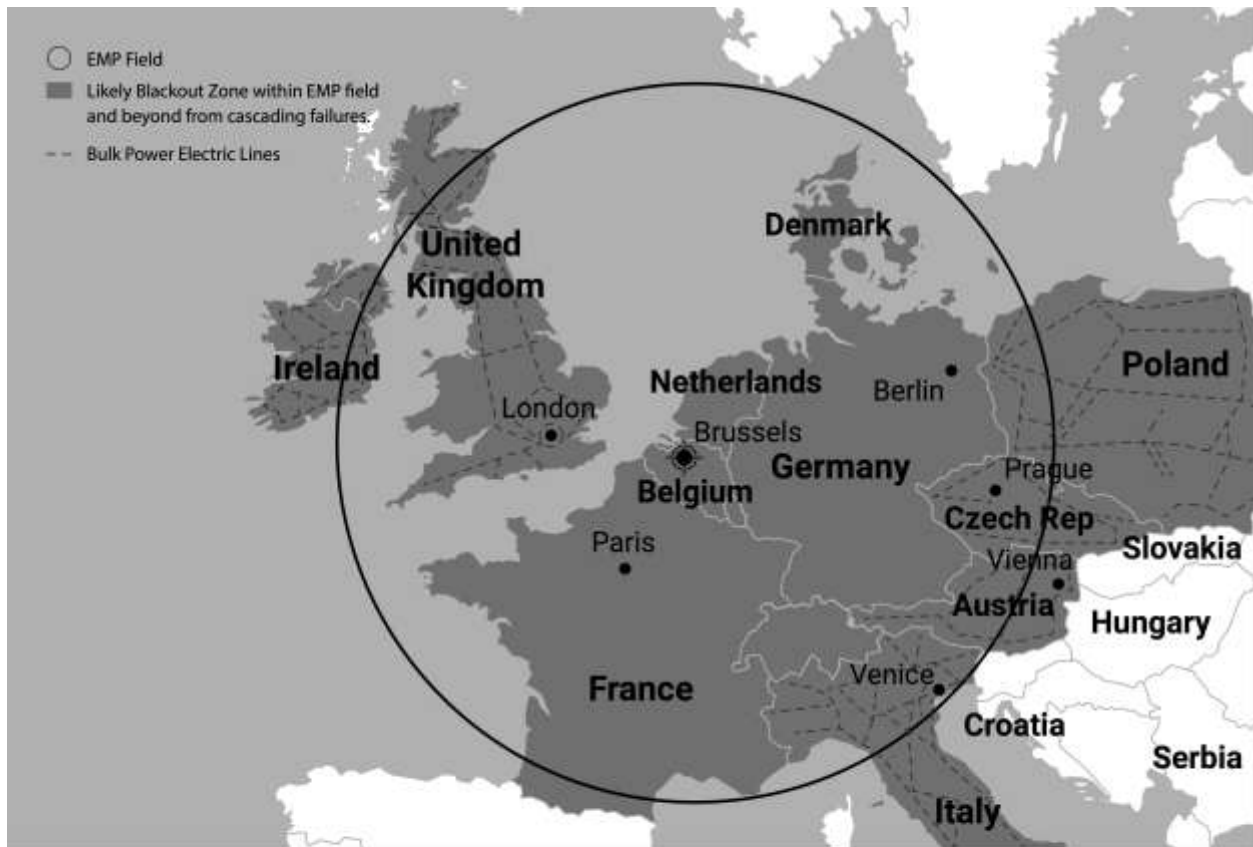 EMP Field
Likely Blackout Zone within EMP field
and beyond from cascading failures.
Bulk Power Electric Lines
Denmark
United
Kingdom
Ireland
Poland
Netherlands
Berlin
London
Brussels
Germany
Prague
Belgium
Czech Rep
Paris
Slovakia
Vienna
Austria
Hungary
Venice
France
Croatia
Serbia
Italy